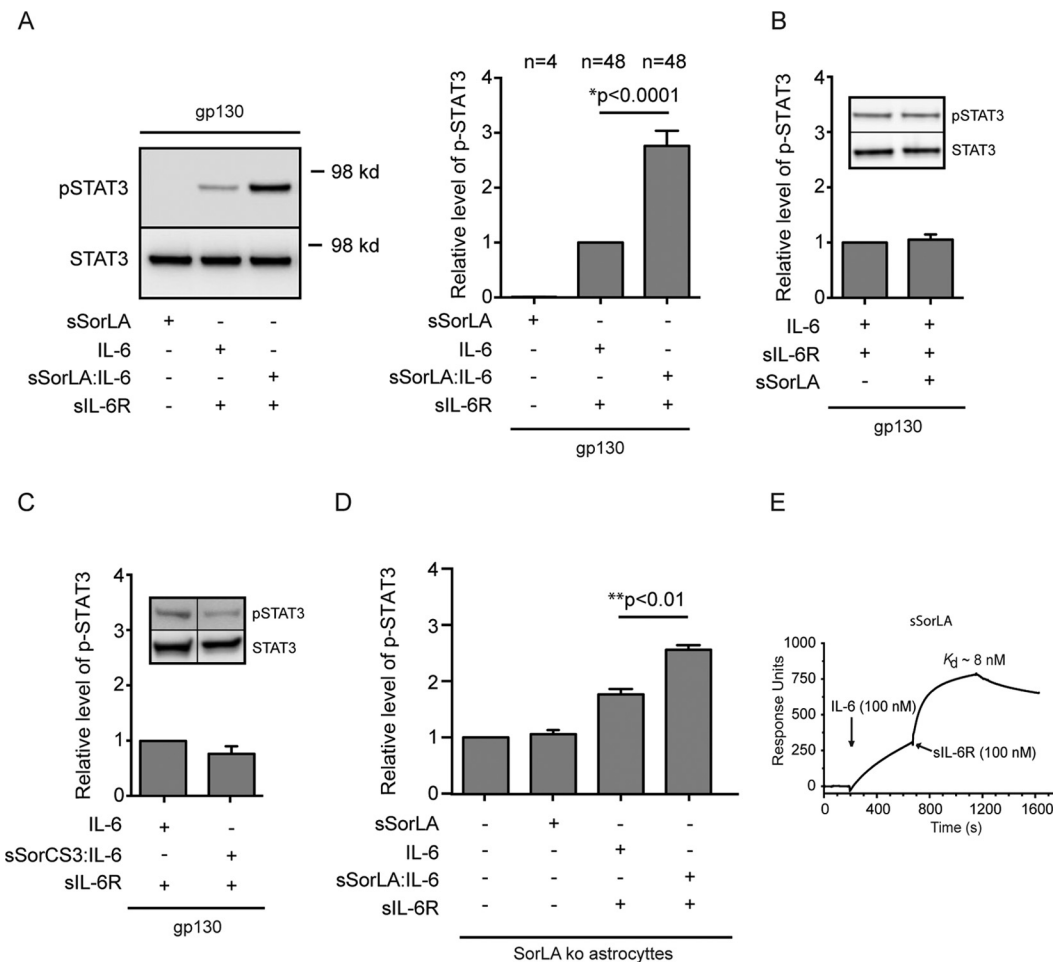 A
gp130
pSTAT3
98 kd
STAT3
98 kd
sSorLA + - -
IL-6 - + -
sSorLA:IL-6 - - +
sIL-6R - + +
n=4 n=48 n=48
*p<0.0001
Relative level of p-STAT3
4
3
2
1
0
sSorLA + - -
IL-6 - + -
sSorLA:IL-6 - - +
sIL-6R - + +
gp130
B
Relative level of p-STAT3
4
3
2
1
0
pSTAT3
STAT3
IL-6 + +
sIL-6R + +
sSorLA - +
gp130
C
Relative level of p-STAT3
4
3
2
1
0
pSTAT3
STAT3
IL-6 + -
sSorCS3:IL-6 - +
sIL-6R + +
gp130
D
Relative level of p-STAT3
4
3
2
1
0
**p<0.01
sSorLA - + - -
IL-6 - - + -
sSorLA:IL-6 - - - +
sIL-6R - - + +
SorLA ko astrocyttes
E
sSorLA
Kd ~ 8 nM
Response Units
1000
750
500
250
0
IL-6 (100 nM)
sIL-6R (100 nM)
0 400 800 1200 1600
Time (s)